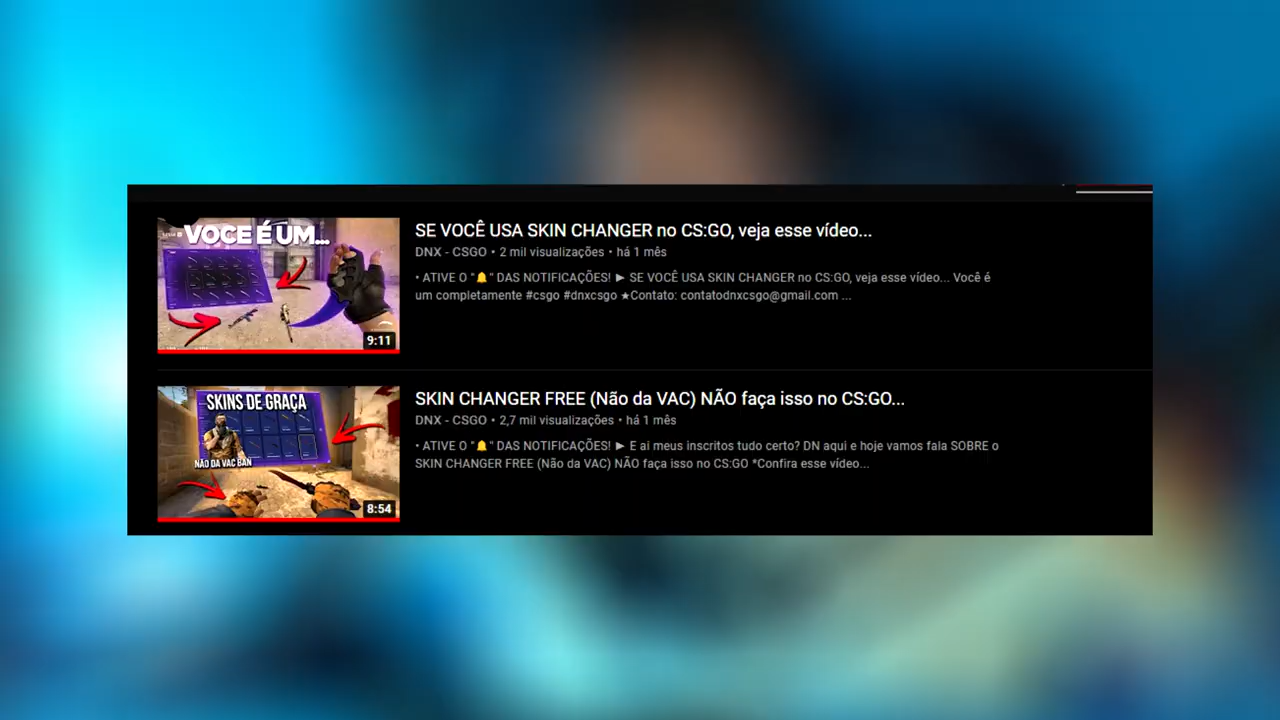 VOCE É UM...
9:11
SE VOCÊ USA SKIN CHANGER no CS:GO, veja esse vídeo...
DNX - CSGO • 2 mil visualizações • há 1 mês
• ATIVE O "🔔" DAS NOTIFICAÇÕES! ► SE VOCÊ USA SKIN CHANGER no CS:GO, veja esse vídeo... Você é
um completamente #csgo #dnxcsgo ★Contato: contatodnxcsgo@gmail.com ...
SKINS DE GRAÇA
NÃO DA VAC BAN
8:54
SKIN CHANGER FREE (Não da VAC) NÃO faça isso no CS:GO...
DNX - CSGO • 2,7 mil visualizações • há 1 mês
• ATIVE O "🔔" DAS NOTIFICAÇÕES! ► E ai meus inscritos tudo certo? DN aqui e hoje vamos fala SOBRE o
SKIN CHANGER FREE (Não da VAC) NÃO faça isso no CS:GO *Confira esse vídeo...